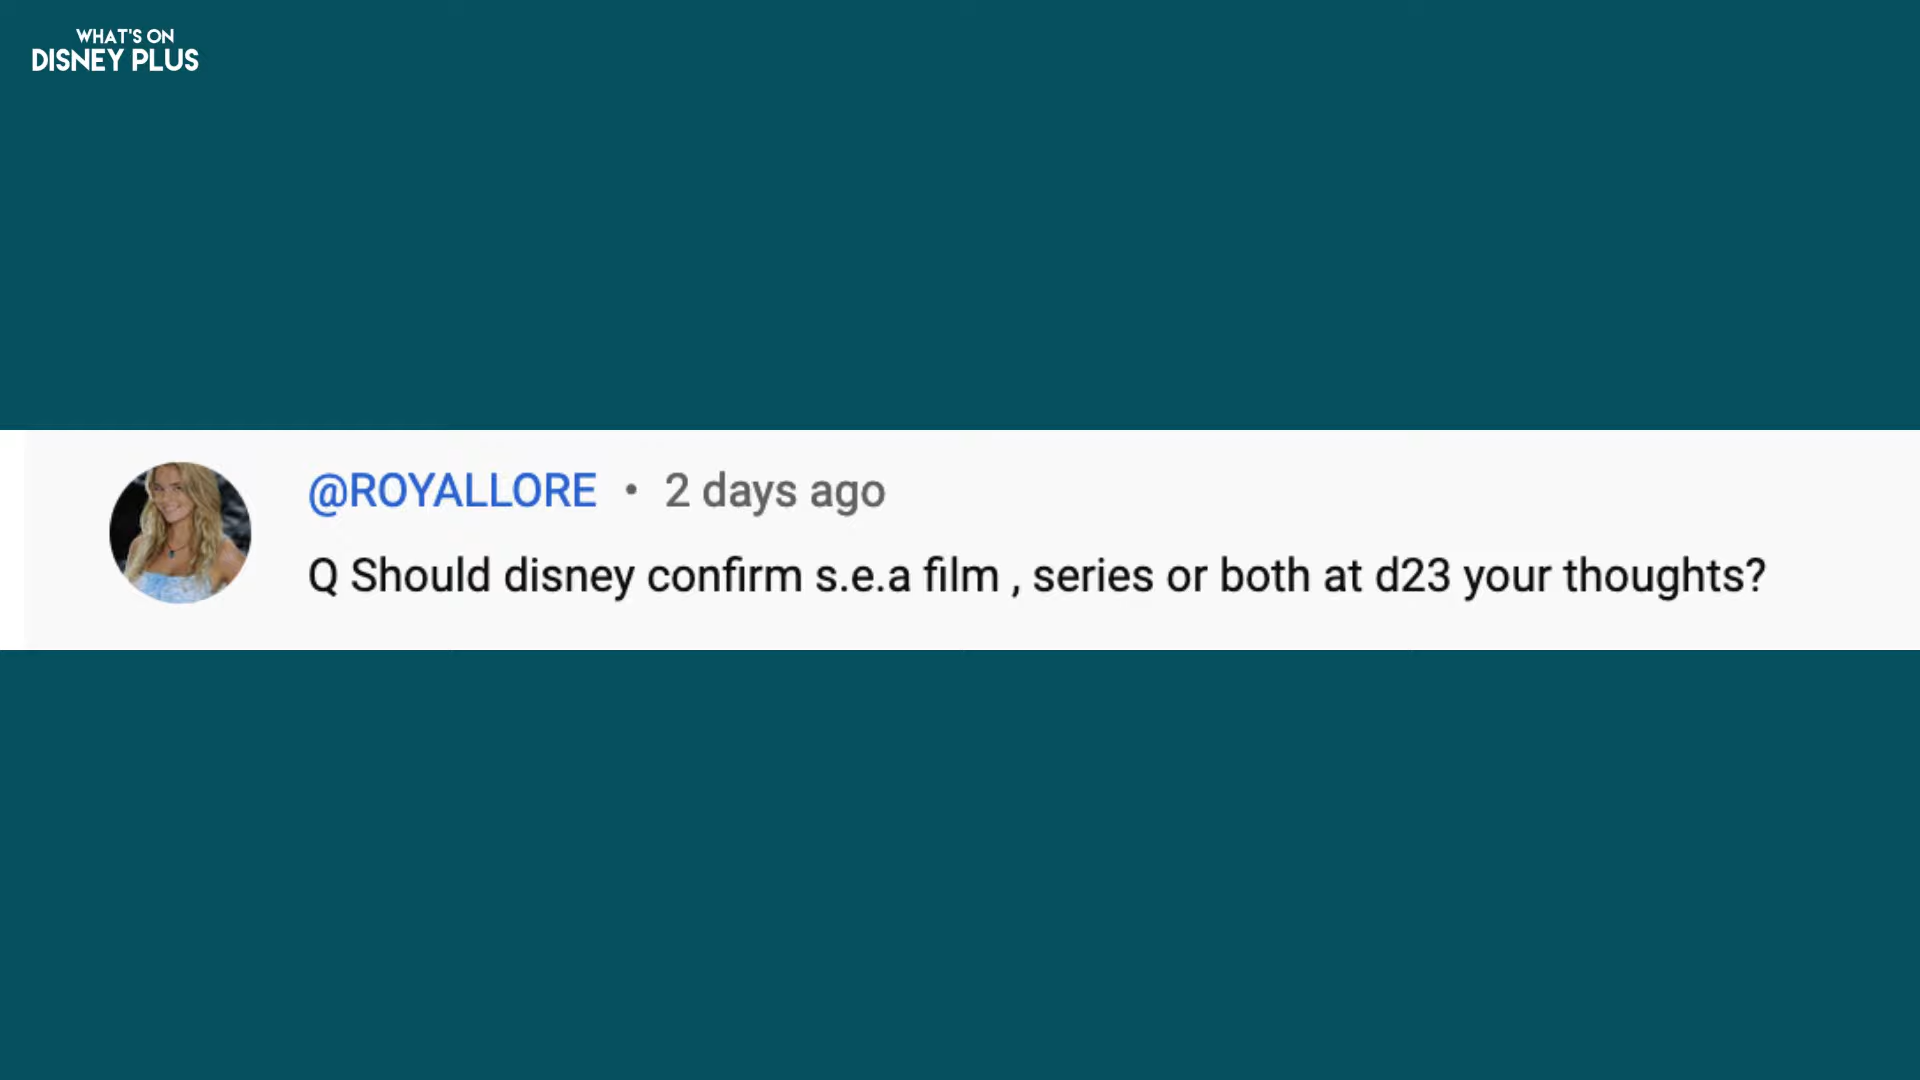 WHAT'S ON
DISNEY PLUS
@ROYALLORE • 2 days ago
Q Should disney confirm s.e.a film , series or both at d23 your thoughts?